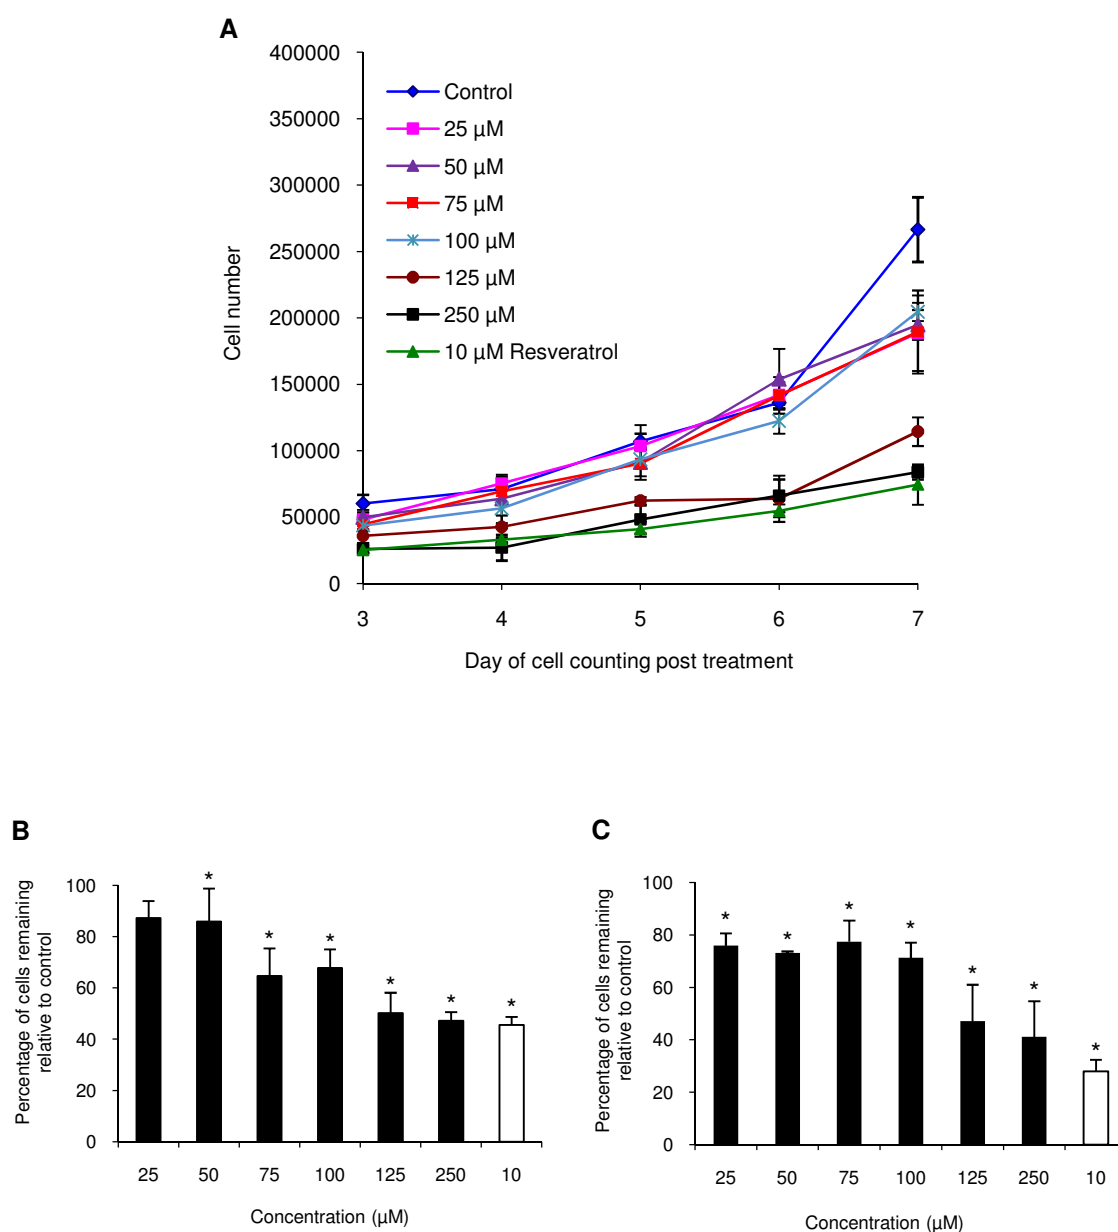 A
400000
350000
300000
250000
200000
150000
100000
50000
0
Cell number
Control
25 µM
50 µM
75 µM
100 µM
125 µM
250 µM
10 µM Resveratrol
3 4 5 6 7
Day of cell counting post treatment
B
Percentage of cells remaining
relative to control
100
80
60
40
20
0
* * * * * *
25 50 75 100 125 250 10
Concentration (µM)
C
Percentage of cells remaining
relative to control
100
80
60
40
20
0
* * * * * * *
25 50 75 100 125 250 10
Concentration (µM)